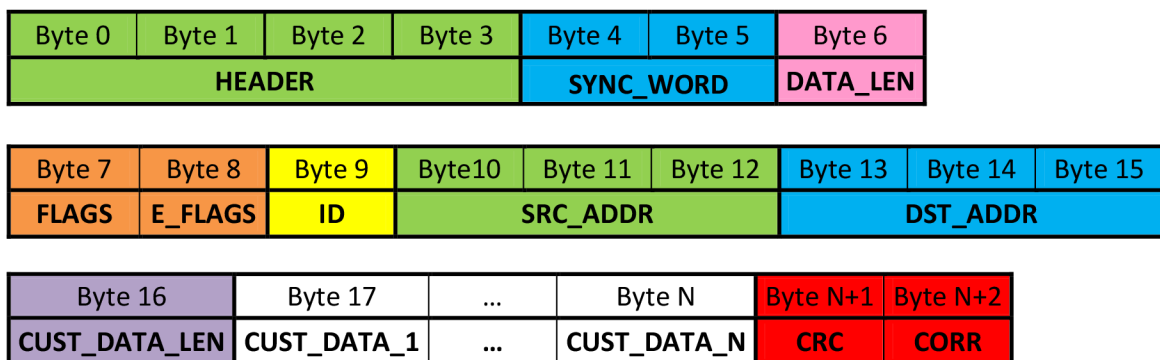 Byte 0 Byte 1 Byte 2 Byte 3 Byte 4 Byte 5 Byte 6
HEADER SYNC_WORD DATA_LEN
Byte 7 Byte 8 Byte 9 Byte10 Byte 11 Byte 12 Byte 13 Byte 14 Byte 15
FLAGS E_FLAGS ID SRC_ADDR DST_ADDR
Byte 16 Byte 17 ... Byte N Byte N+1 Byte N+2
CUST_DATA_LEN CUST_DATA_1 ... CUST_DATA_N CRC CORR